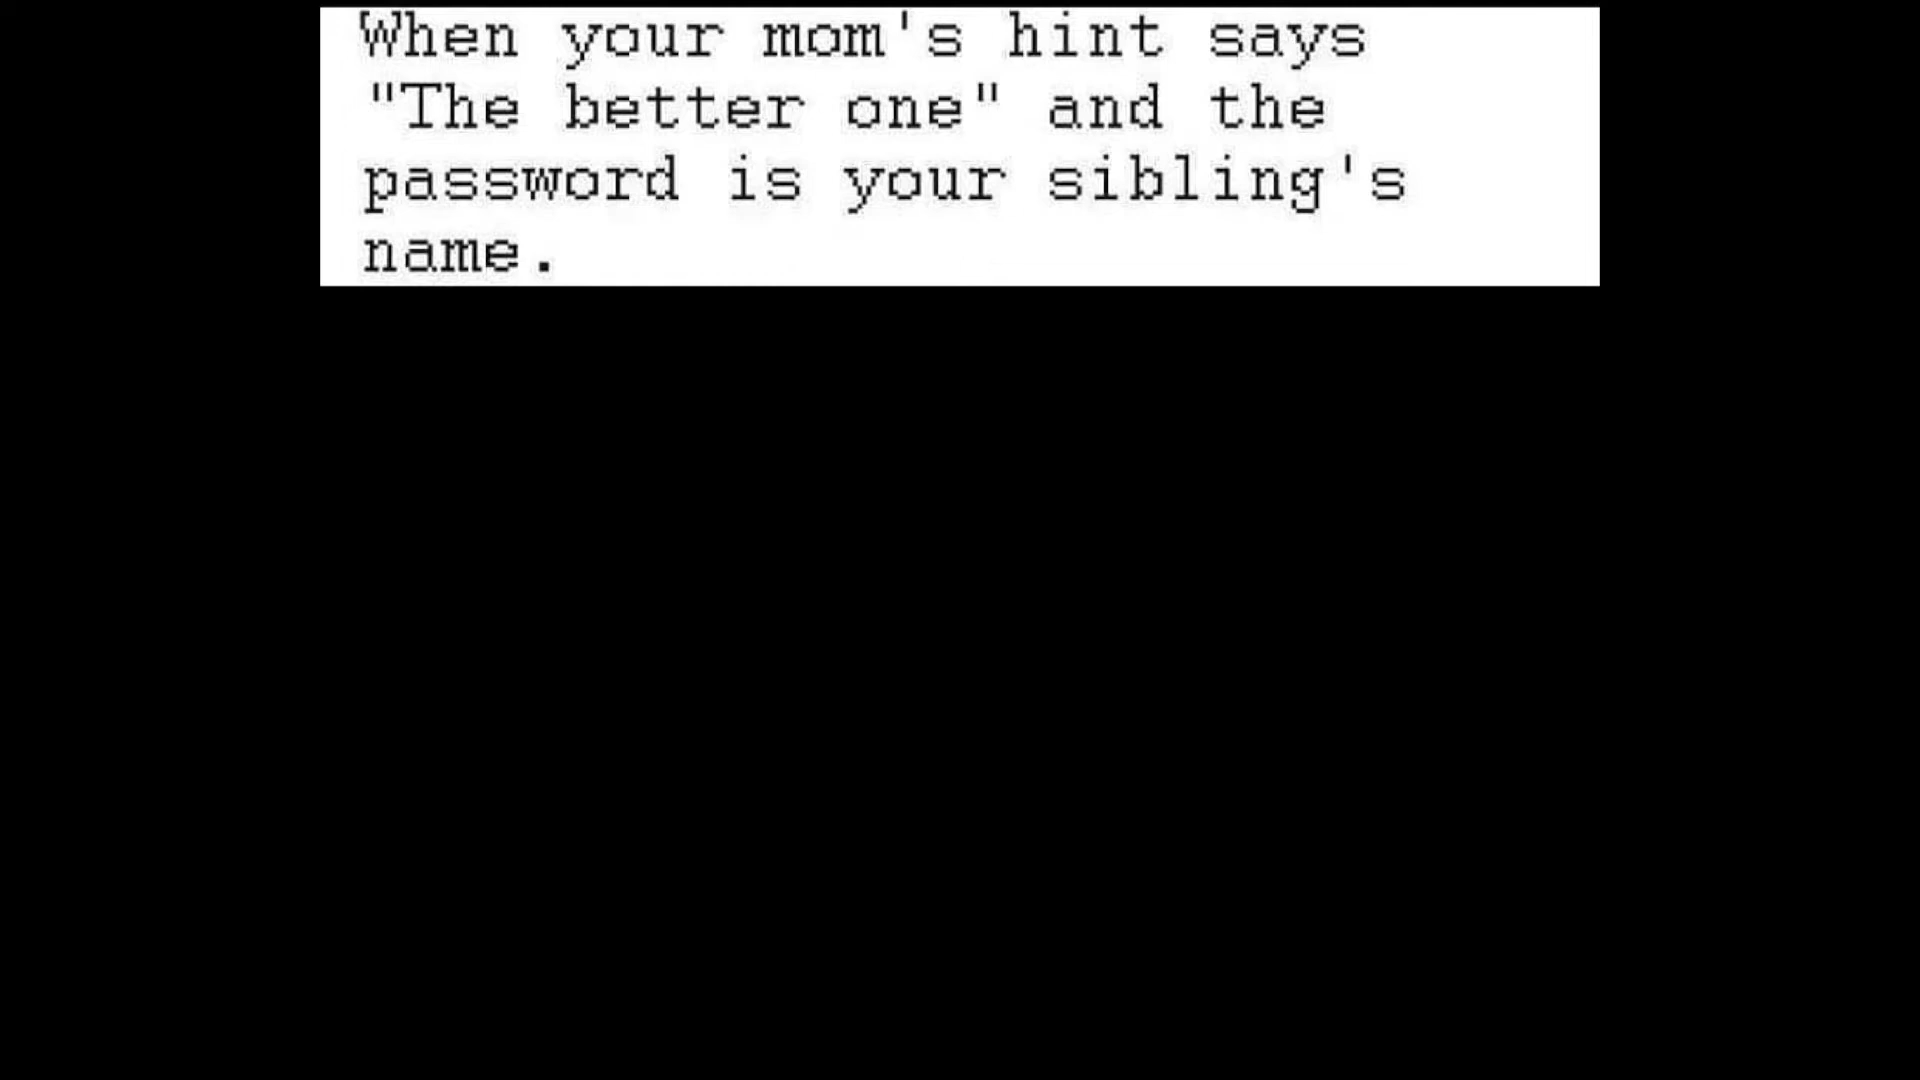 When your mom's hint says
"The better one" and the
password is your sibling's
name.